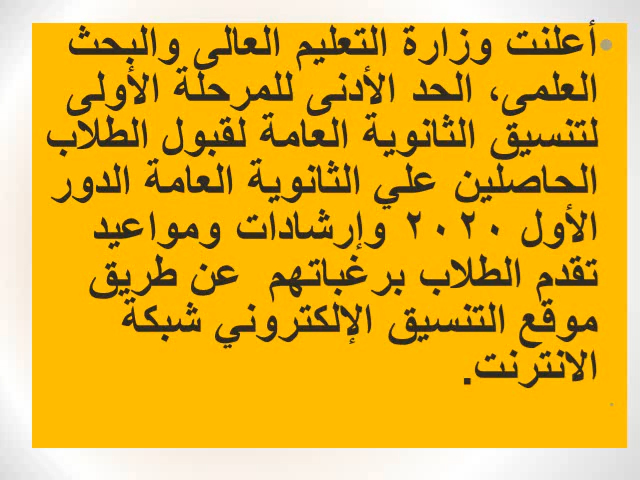 أعلنت وزارة التعليم العالى والبحث
العلمى، الحد الأدنى للمرحلة الأولى
لتنسيق الثانوية العامة لقبول الطلاب
الحاصلين علي الثانوية العامة الدور
الأول ٢٠٢٠ وإرشادات ومواعيد
تقدم الطلاب برغباتهم عن طريق
موقع التنسيق الإلكتروني شبكة
الانترنت.